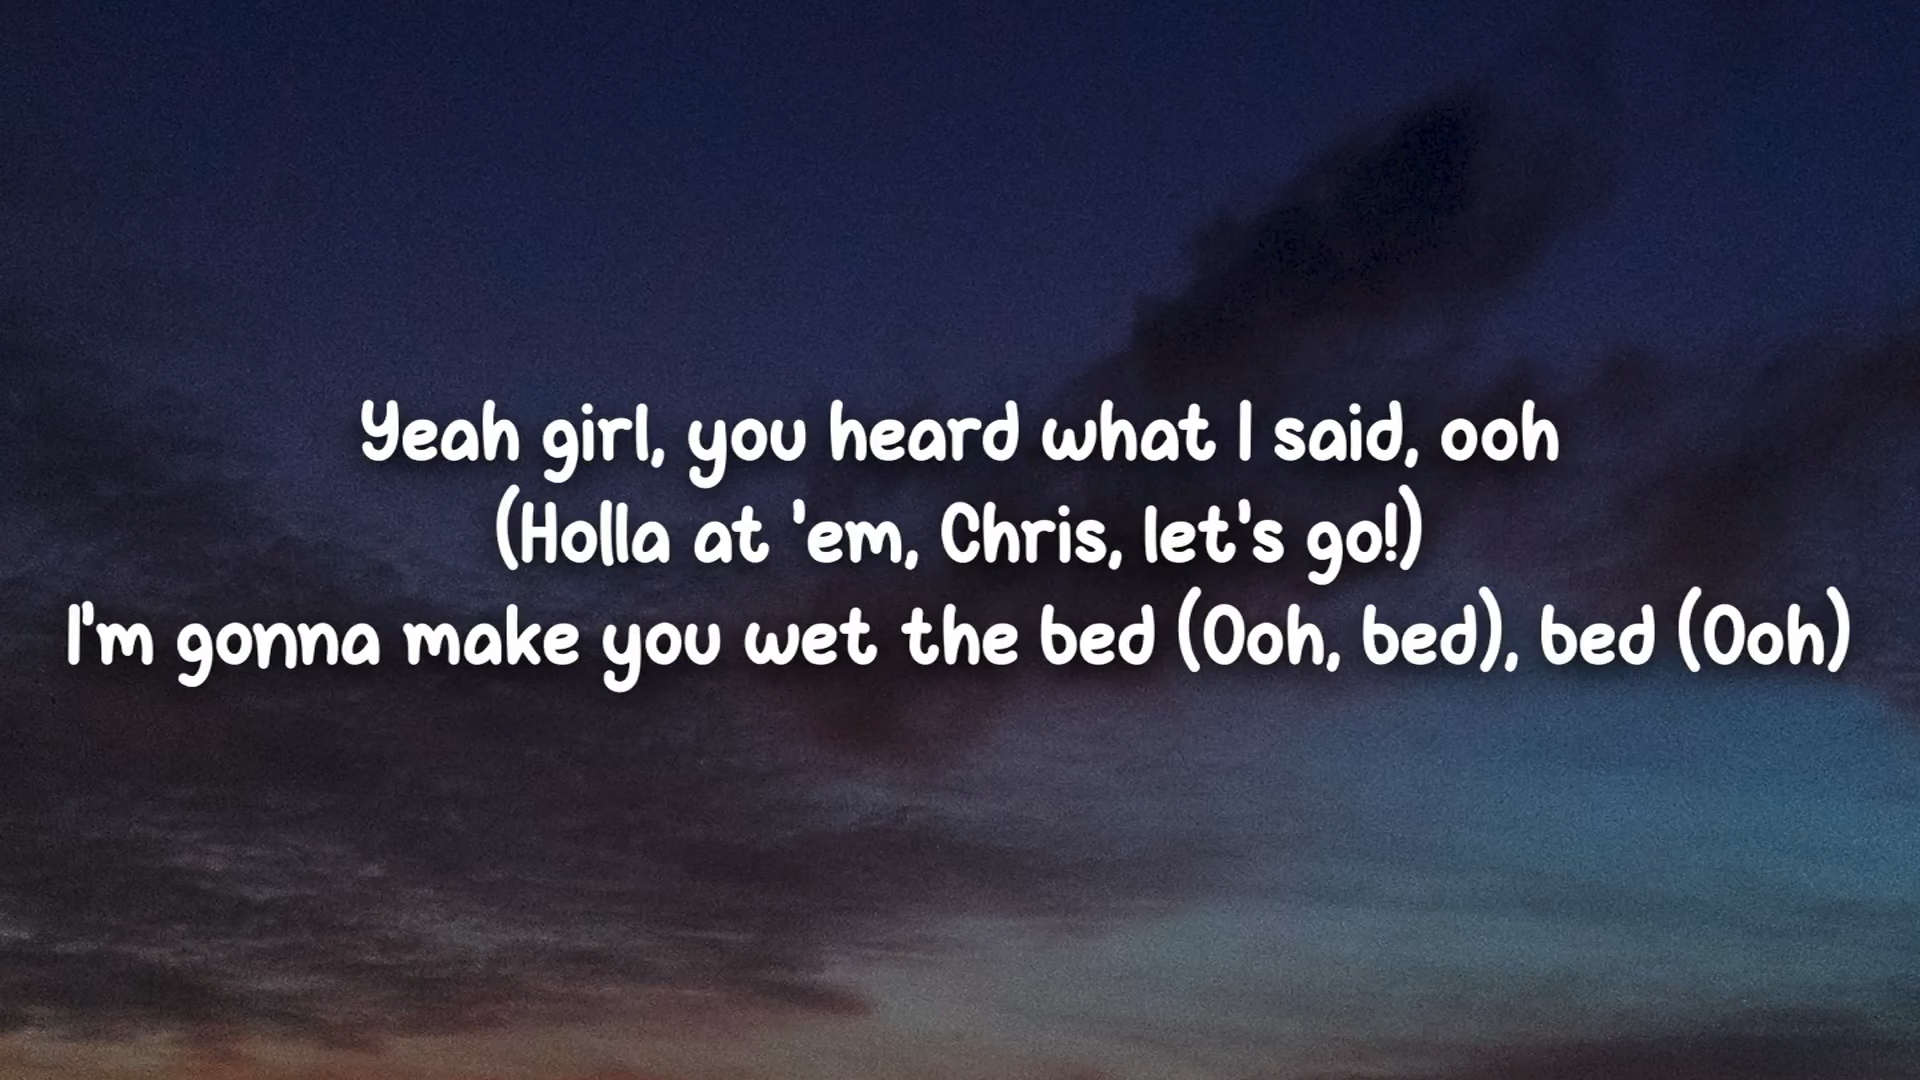 Yeah girl, you heard what I said, ooh
(Holla at 'em, Chris, let's go!)
I'm gonna make you wet the bed (Ooh, bed), bed (Ooh)